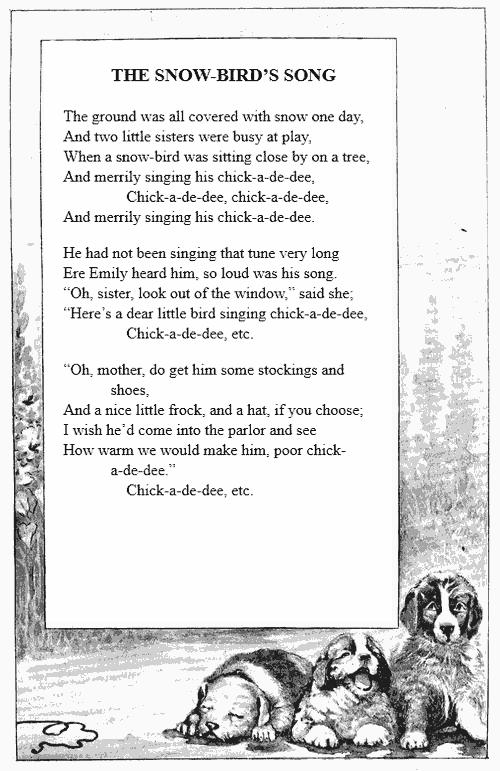 THE SNOW-BIRD'S SONG
The ground was all covered with snow one day,
And two little sisters were busy at play,
When a snow-bird was sitting close by on a tree,
And merrily singing his chick-a-de-dee,
Chick-a-de-dee, chick-a-de-dee,
And merrily singing his chick-a-de-dee.
He had not been singing that tune very long
Ere Emily heard him, so loud was his song.
“Oh, sister, look out of the window,” said she;
“Here's a dear little bird singing chick-a-de-dee,
Chick-a-de-dee, etc.
“Oh, mother, do get him some stockings and
shoes,
And a nice little frock, and a hat, if you choose;
I wish he'd come into the parlor and see
How warm we would make him, poor chick-
a-de-dee.”
Chick-a-de-dee, etc.